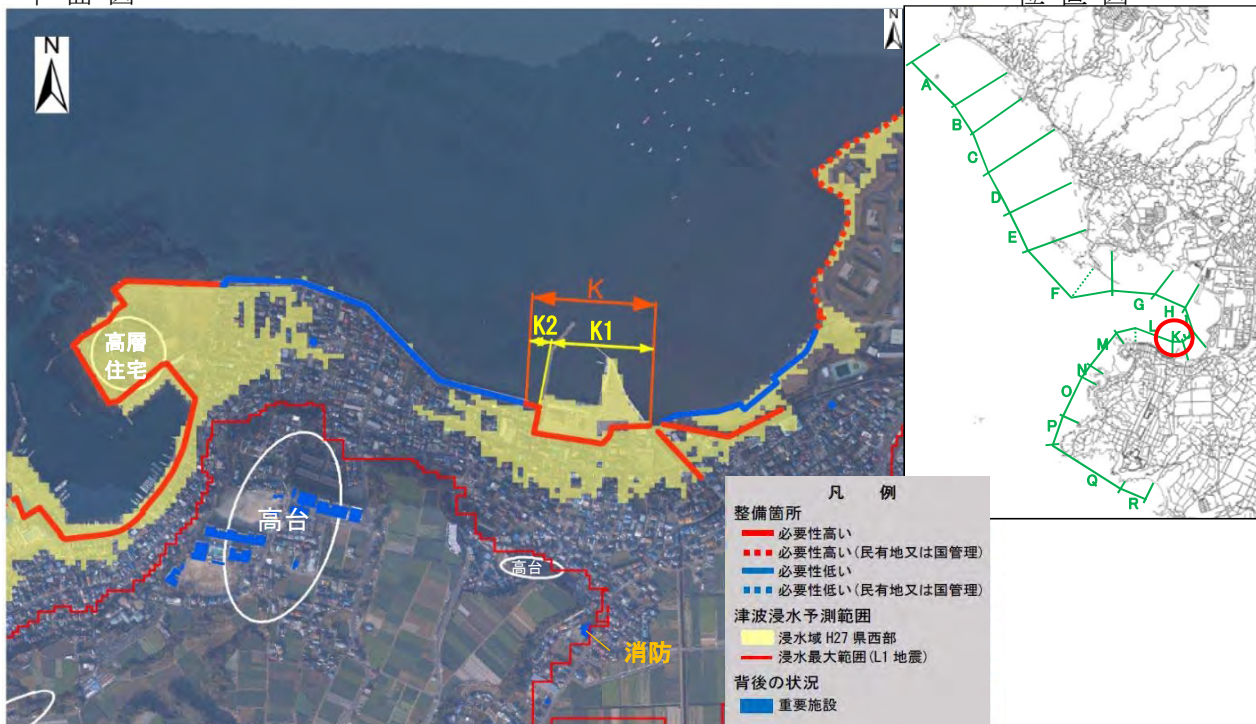 平面図
位置図
N
N
高層
住宅
高台
高台
消防
K
K2 K1
凡 例
整備箇所
必要性高い
必要性高い(民有地又は国管理)
必要性低い
必要性低い(民有地又は国管理)
津波浸水予測範囲
浸水域 H27 県西部
浸水最大範囲(L1 地震)
背後の状況
重要施設
A
B
C
D
E
F
G
H
L
K
M
N
O
P
Q
R